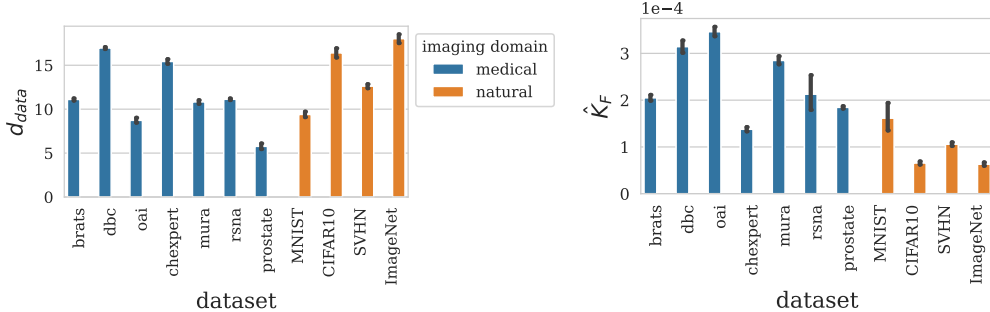 15
10
5
0
d_data
brats
dbc
oai
chexpert
mura
rsna
prostate
MNIST
CIFAR10
SVHN
ImageNet
dataset
imaging domain
medical
natural
1e−4
3
2
1
0
K̂_F
brats
dbc
oai
chexpert
mura
rsna
prostate
MNIST
CIFAR10
SVHN
ImageNet
dataset